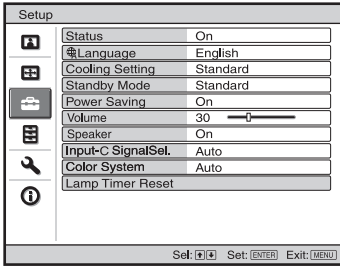 Setup
Status On
Language English
Cooling Setting Standard
Standby Mode Standard
Power Saving On
Volume 30
Speaker On
Input-C SignalSel. Auto
Color System Auto
Lamp Timer Reset
Sel: Set: ENTER Exit: MENU